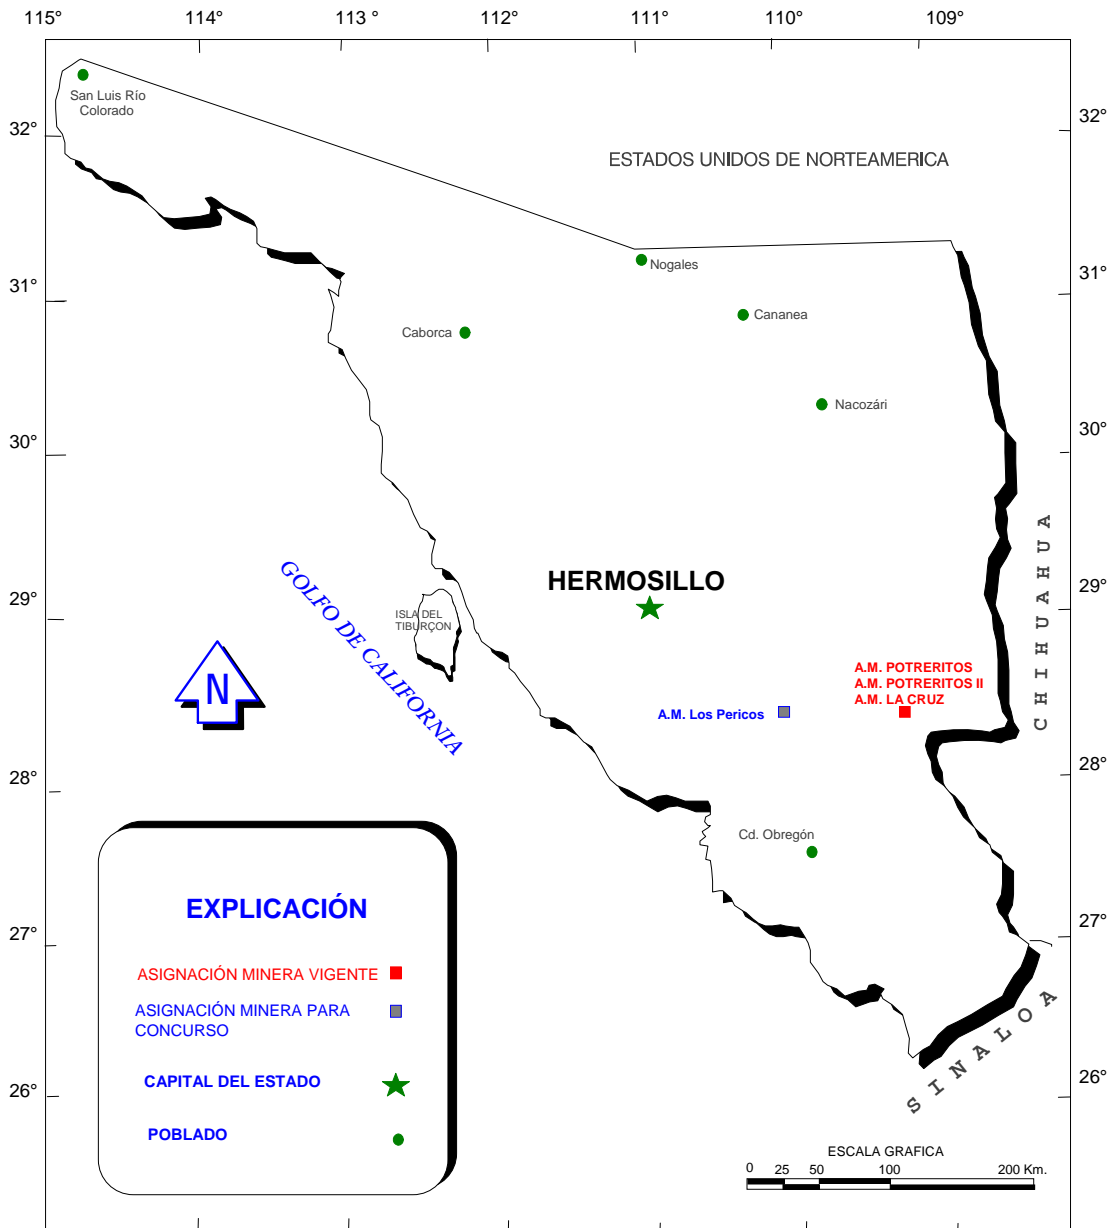 115° 114° 113° 112° 111° 110° 109°
San Luis Río
Colorado
32° 32°
ESTADOS UNIDOS DE NORTEAMERICA
Nogales
31° 31°
Cananea
Caborca
Nacozári
30° 30°
CHIHUAHUA
HERMOSILLO
GOLFO DE CALIFORNIA
29° 29°
ISLA DEL
TIBURÇON
A.M. POTRERITOS
A.M. POTRERITOS II
A.M. LA CRUZ
N
A.M. Los Pericos
28° 28°
Cd. Obregón
EXPLICACIÓN
27° 27°
ASIGNACIÓN MINERA VIGENTE
ASIGNACIÓN MINERA PARA
CONCURSO
SINALOA
CAPITAL DEL ESTADO
26° 26°
POBLADO
ESCALA GRAFICA
0 25 50 100 200 Km.